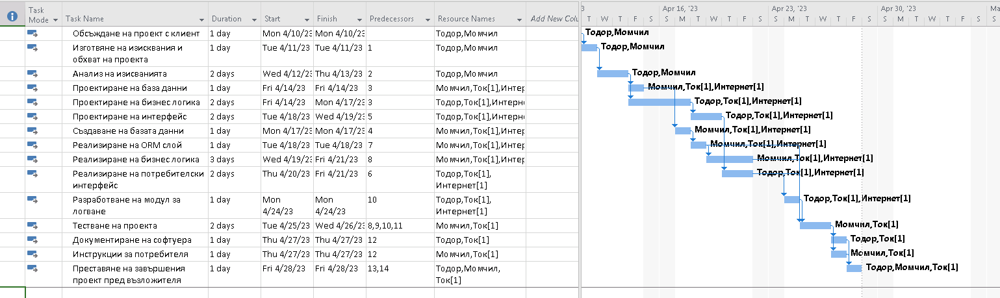 Task Mode Task Name Duration Start Finish Predecessors Resource Names Add New Colu
3 Apr 16, '23 Apr 23, '23 Apr 30, '23 Ma
T W T F S S M T W T F S S M T W T F S S M T W T F S S
Обсъждане на проект с клиент 1 day Mon 4/10/23 Mon 4/10/23 Тодор,Момчил Тодор,Момчил
Изготвяне на изисквания и обхват на проекта 1 day Tue 4/11/23 Tue 4/11/23 1 Тодор,Момчил Тодор,Момчил
Анализ на изисванията 2 days Wed 4/12/23 Thu 4/13/23 2 Тодор,Момчил Тодор,Момчил
Проектиране на база данни 1 day Fri 4/14/23 Fri 4/14/23 3 Момчил,Ток[1],Интер Момчил,Ток[1],Интернет[1]
Проектиране на бизнес логика 2 days Fri 4/14/23 Mon 4/17/23 3 Тодор,Ток[1],Интерн Тодор,Ток[1],Интернет[1]
Проектиране на интерфейс 2 days Tue 4/18/23 Wed 4/19/23 5 Тодор,Ток[1],Интерн Тодор,Ток[1],Интернет[1]
Създаване на базата данни 1 day Mon 4/17/23 Mon 4/17/23 4 Момчил,Ток[1],Интер Момчил,Ток[1],Интернет[1]
Реализиране на ORM слой 1 day Tue 4/18/23 Tue 4/18/23 7 Момчил,Ток[1],Интер Момчил,Ток[1],Интернет[1]
Реализиране на бизнес логика 3 days Wed 4/19/23 Fri 4/21/23 8 Момчил,Ток[1],Интер Момчил,Ток[1],Интернет[1]
Реализиране на потребителски интерфейс 2 days Thu 4/20/23 Fri 4/21/23 6 Тодор,Ток[1], Интернет[1] Тодор,Ток[1],Интернет[1]
Разработване на модул за логване 1 day Mon 4/24/23 Mon 4/24/23 10 Тодор,Ток[1], Интернет[1] Тодор,Ток[1],Интернет[1]
Тестване на проекта 2 days Tue 4/25/23 Wed 4/26/23 8,9,10,11 Момчил,Ток[1] Момчил,Ток[1]
Документиране на софтуера 1 day Thu 4/27/23 Thu 4/27/23 12 Тодор,Ток[1] Тодор,Ток[1]
Инструкции за потребителя 1 day Thu 4/27/23 Thu 4/27/23 12 Момчил,Ток[1] Момчил,Ток[1]
Преставяне на завършения проект пред възложителя 1 day Fri 4/28/23 Fri 4/28/23 13,14 Тодор,Момчил, Ток[1] Тодор,Момчил,Ток[1]